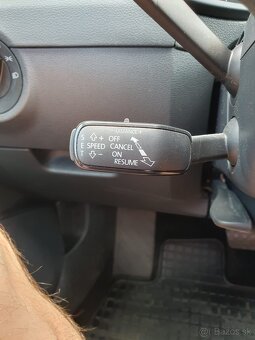 S ⇧+ OFF
E SPEED CANCEL
T ⇩- ON
RESUME
Bazos.sk